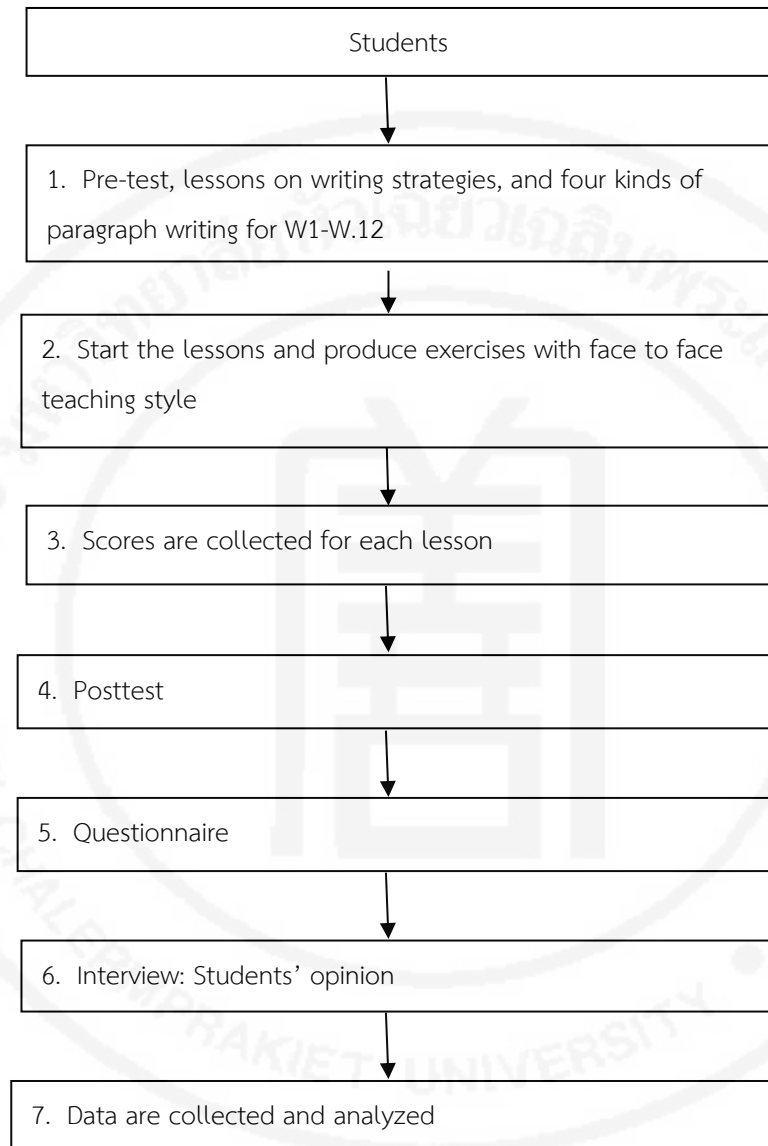 Students
1. Pre-test, lessons on writing strategies, and four kinds of
paragraph writing for W1-W.12
2. Start the lessons and produce exercises with face to face
teaching style
3. Scores are collected for each lesson
4. Posttest
5. Questionnaire
6. Interview: Students’ opinion
7. Data are collected and analyzed